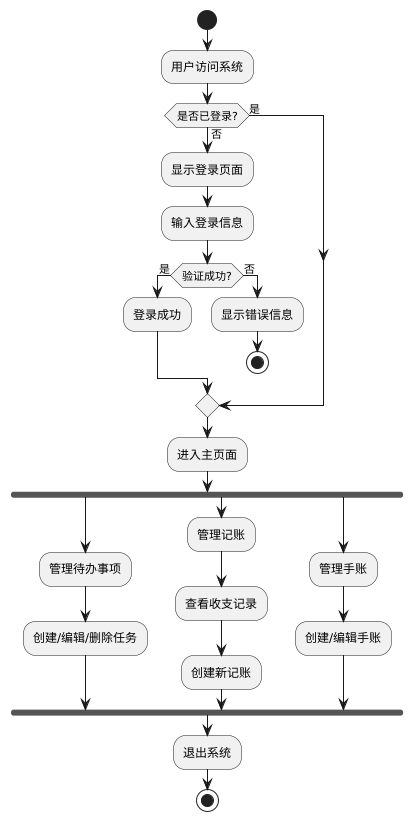 用户访问系统
是否已登录?
是
否
显示登录页面
输入登录信息
是
验证成功?
否
登录成功
显示错误信息
进入主页面
管理记账
管理待办事项
管理手账
查看收支记录
创建/编辑/删除任务
创建/编辑手账
创建新记账
退出系统